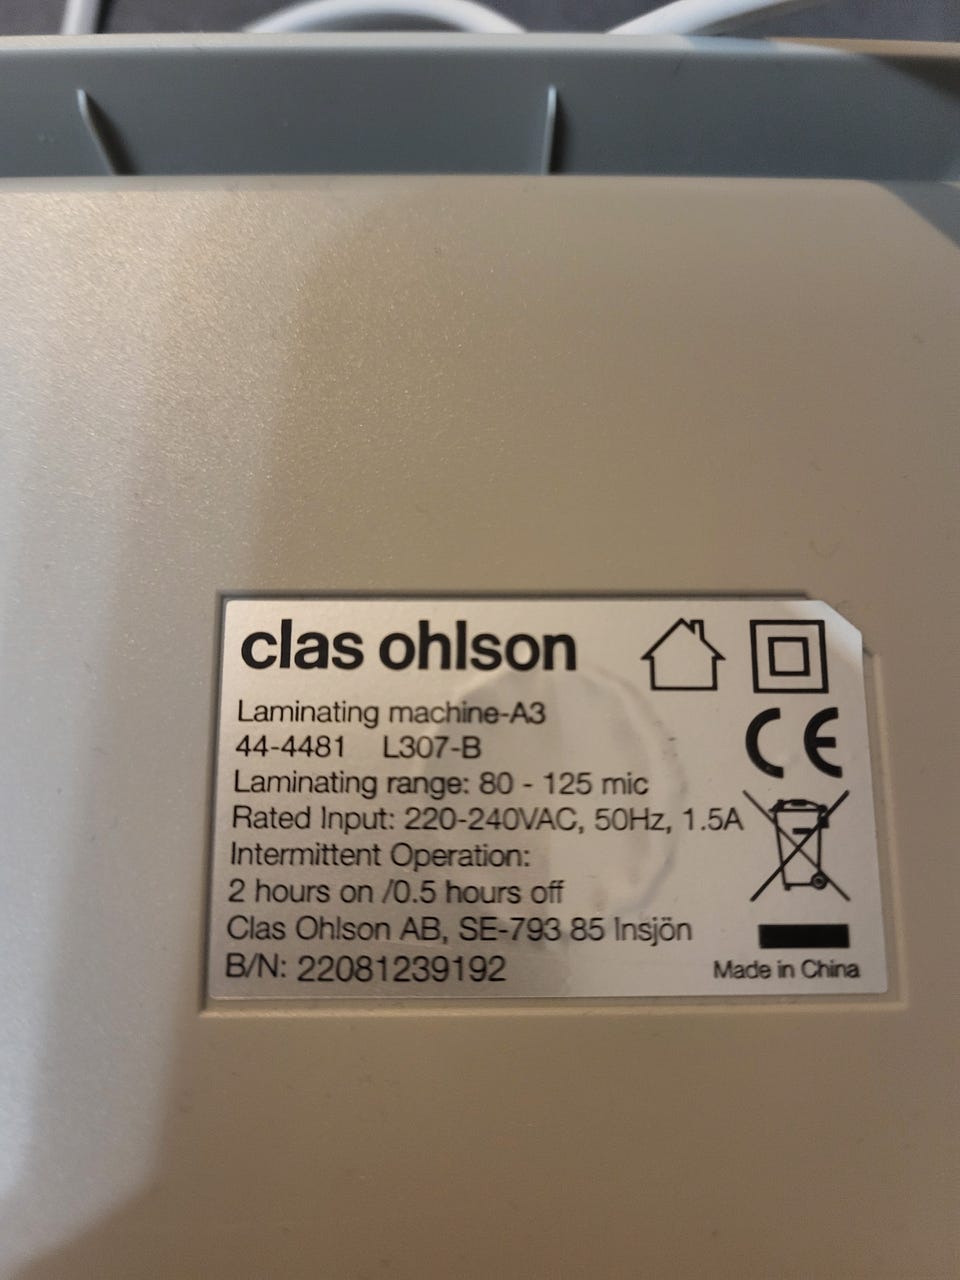 clas ohlson
Laminating machine-A3
44-4481 L307-B
Laminating range: 80 - 125 mic
Rated Input: 220-240VAC, 50Hz, 1.5A
Intermittent Operation:
2 hours on /0.5 hours off
Clas Ohlson AB, SE-793 85 Insjön
B/N: 22081239192
CE
Made in China